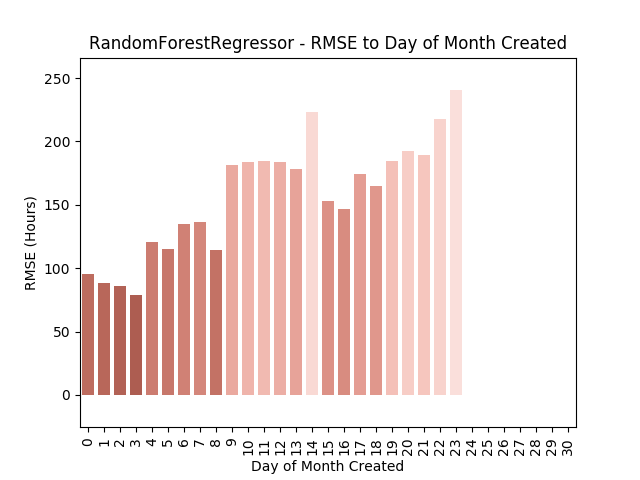 RandomForestRegressor - RMSE to Day of Month Created
250
200
150
100
50
0
RMSE (Hours)
0 1 2 3 4 5 6 7 8 9 10 11 12 13 14 15 16 17 18 19 20 21 22 23 24 25 26 27 28 29 30
Day of Month Created